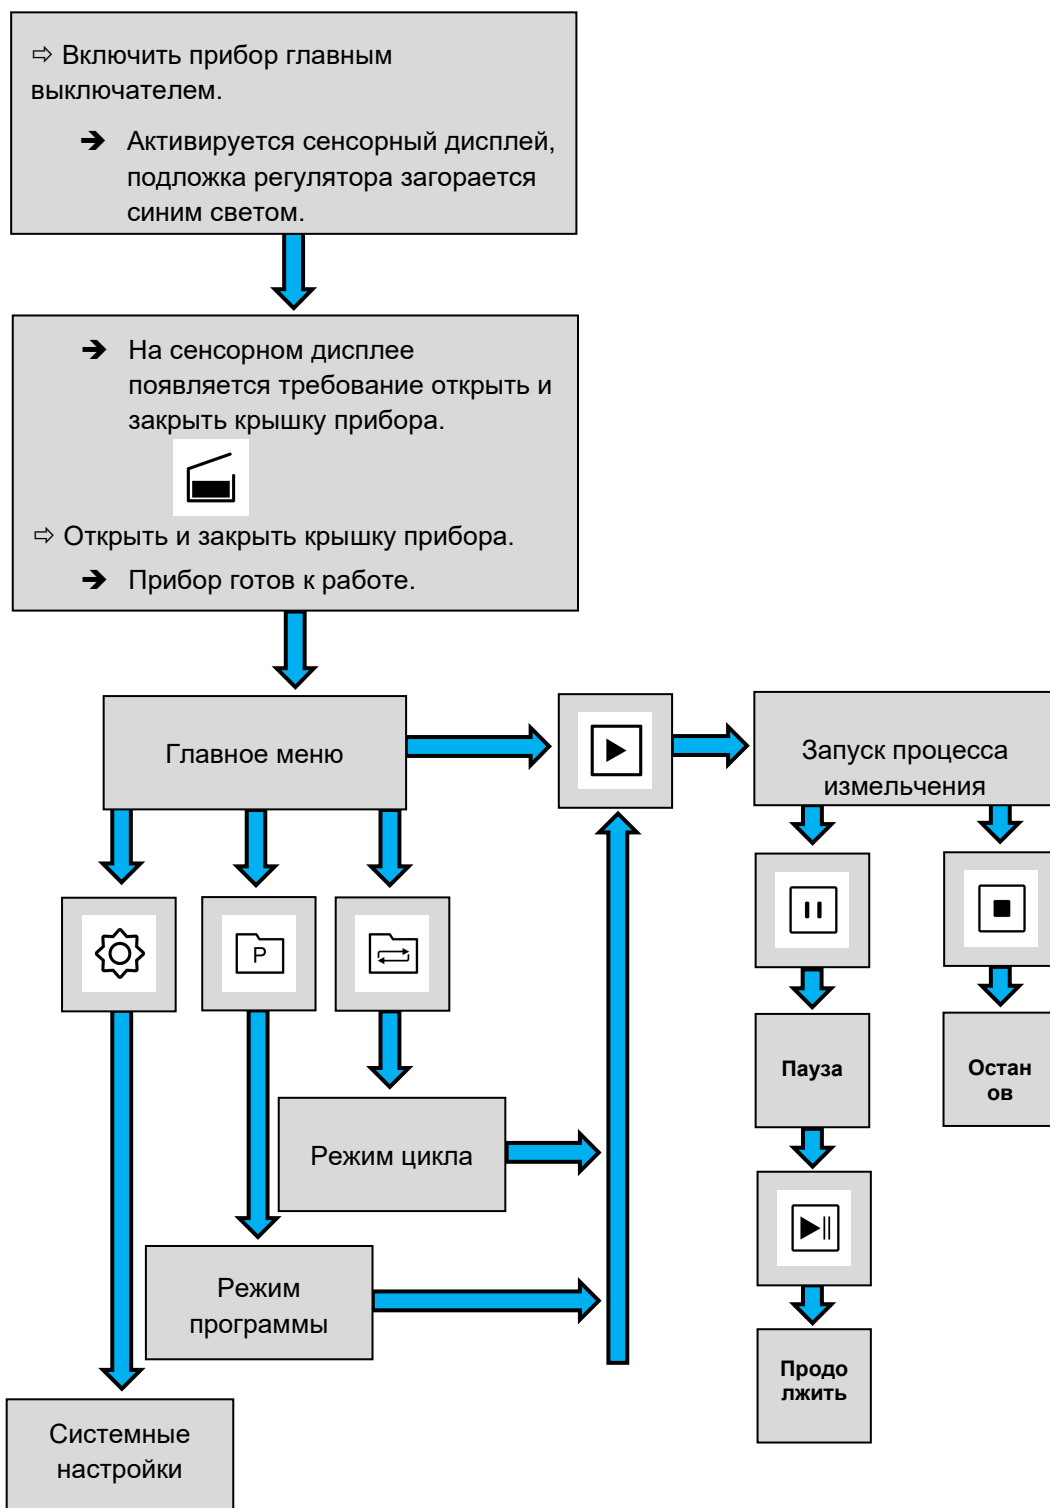 ⇨ Включить прибор главным
выключателем.
➔ Активируется сенсорный дисплей,
подложка регулятора загорается
синим светом.
➔ На сенсорном дисплее
появляется требование открыть и
закрыть крышку прибора.
⇨ Открыть и закрыть крышку прибора.
➔ Прибор готов к работе.
Главное меню
Запуск процесса
измельчения
P
Пауза
Остан
ов
Режим цикла
Режим
программы
Продо
лжить
Системные
настройки